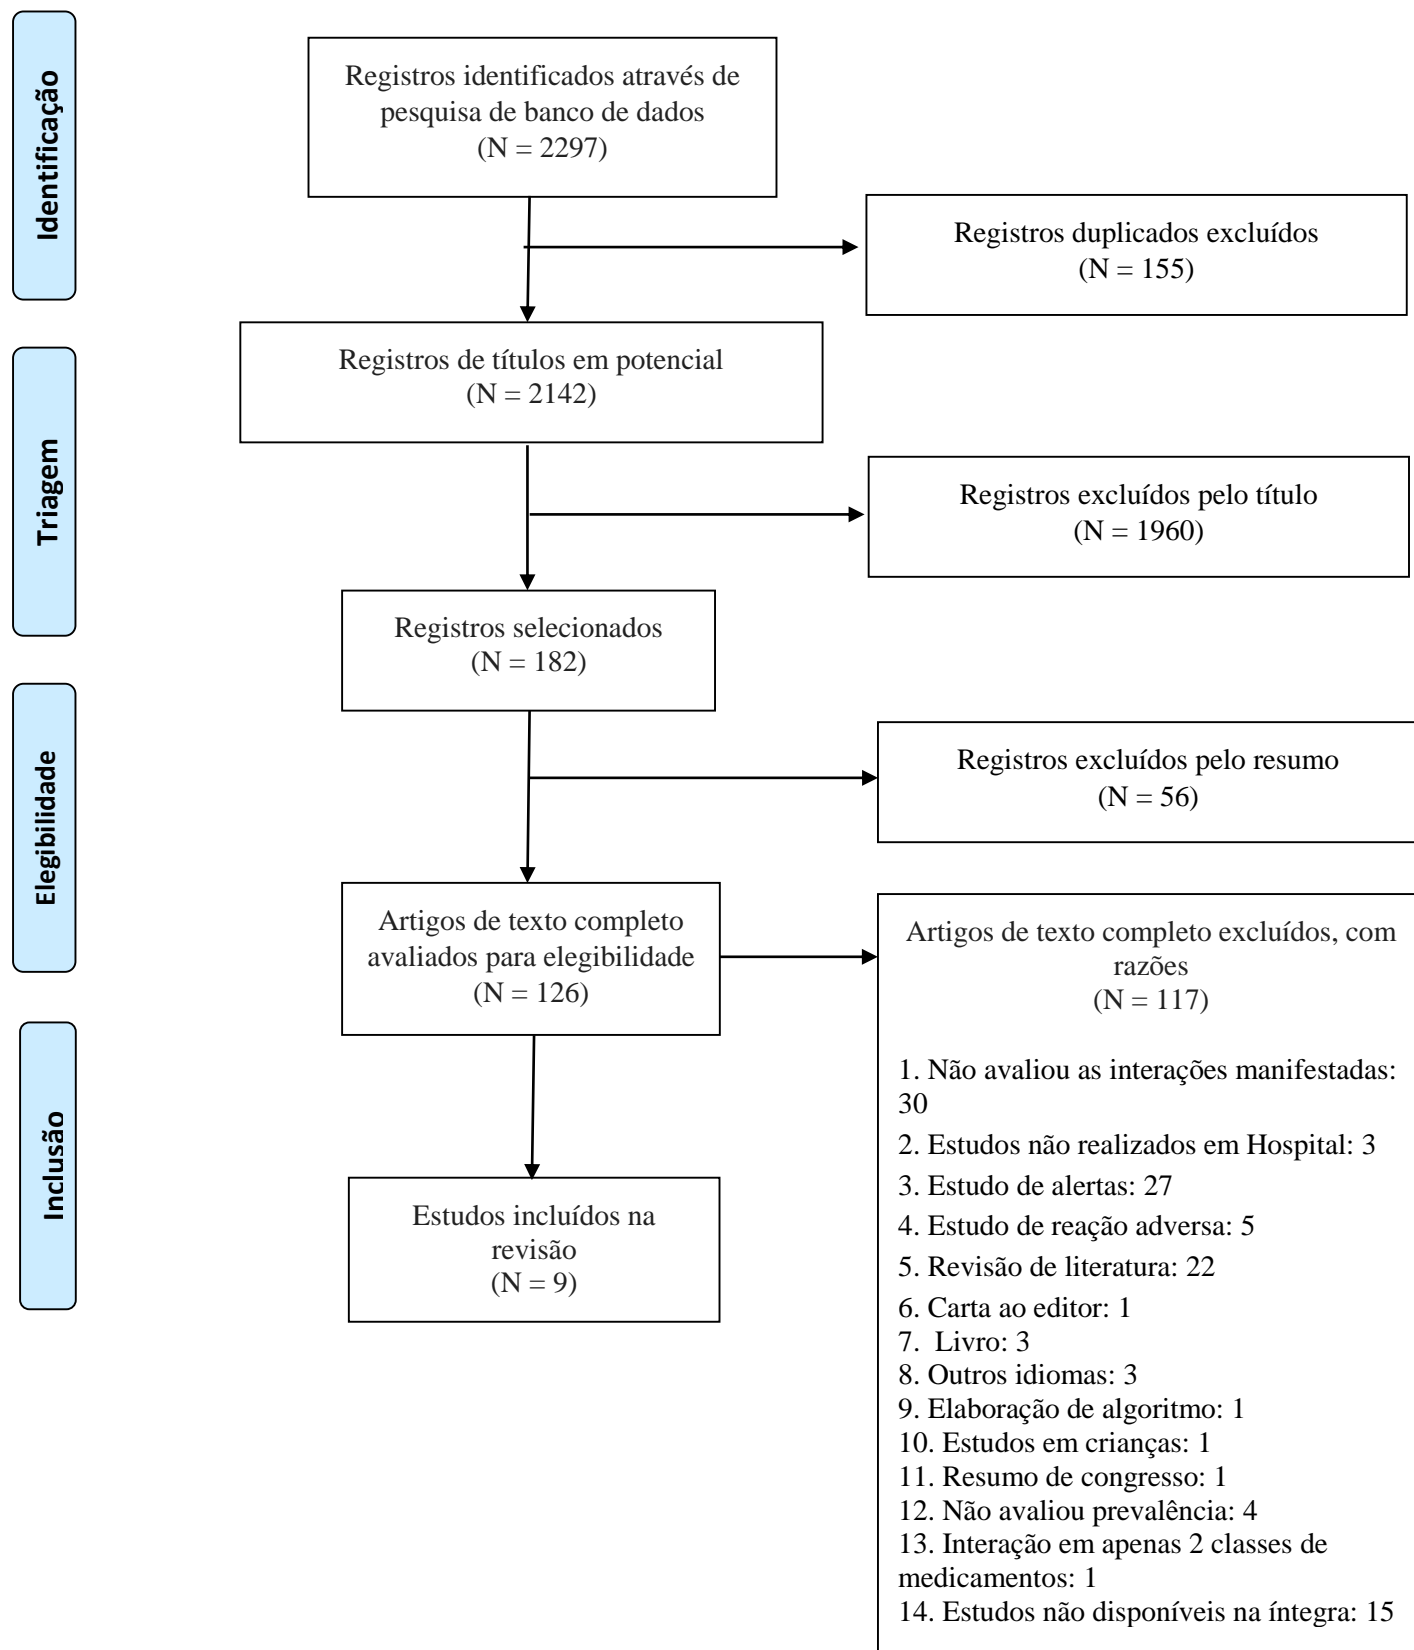 Identificação
Registros identificados através de
pesquisa de banco de dados
(N = 2297)
Registros duplicados excluídos
(N = 155)
Triagem
Registros de títulos em potencial
(N = 2142)
Registros excluídos pelo título
(N = 1960)
Registros selecionados
(N = 182)
Elegibilidade
Registros excluídos pelo resumo
(N = 56)
Artigos de texto completo
avaliados para elegibilidade
(N = 126)
Artigos de texto completo excluídos, com
razões
(N = 117)
1. Não avaliou as interações manifestadas:
30
2. Estudos não realizados em Hospital: 3
3. Estudo de alertas: 27
4. Estudo de reação adversa: 5
5. Revisão de literatura: 22
6. Carta ao editor: 1
7. Livro: 3
8. Outros idiomas: 3
9. Elaboração de algoritmo: 1
10. Estudos em crianças: 1
11. Resumo de congresso: 1
12. Não avaliou prevalência: 4
13. Interação em apenas 2 classes de
medicamentos: 1
14. Estudos não disponíveis na íntegra: 15
Inclusão
Estudos incluídos na
revisão
(N = 9)